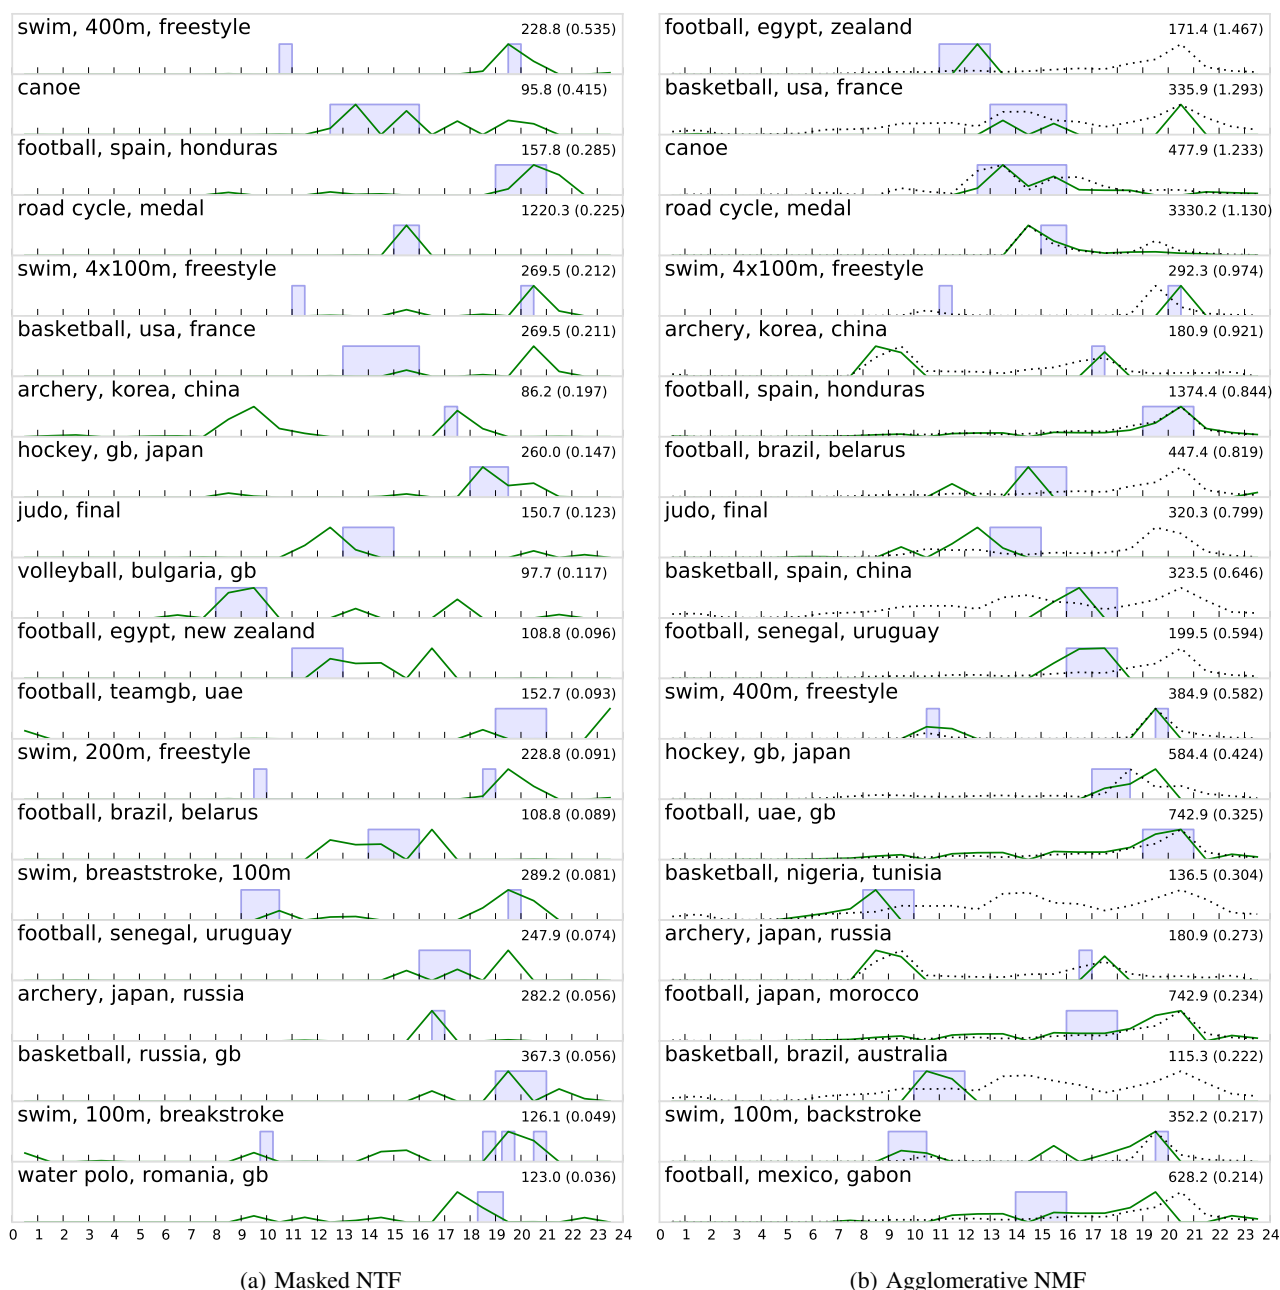 swim, 400m, freestyle 228.8 (0.535)
canoe 95.8 (0.415)
football, spain, honduras 157.8 (0.285)
road cycle, medal 1220.3 (0.225)
swim, 4x100m, freestyle 269.5 (0.212)
basketball, usa, france 269.5 (0.211)
archery, korea, china 86.2 (0.197)
hockey, gb, japan 260.0 (0.147)
judo, final 150.7 (0.123)
volleyball, bulgaria, gb 97.7 (0.117)
football, egypt, new zealand 108.8 (0.096)
football, teamgb, uae 152.7 (0.093)
swim, 200m, freestyle 228.8 (0.091)
football, brazil, belarus 108.8 (0.089)
swim, breaststroke, 100m 289.2 (0.081)
football, senegal, uruguay 247.9 (0.074)
archery, japan, russia 282.2 (0.056)
basketball, russia, gb 367.3 (0.056)
swim, 100m, breakstroke 126.1 (0.049)
water polo, romania, gb 123.0 (0.036)
0 1 2 3 4 5 6 7 8 9 10 11 12 13 14 15 16 17 18 19 20 21 22 23 24
(a) Masked NTF
football, egypt, zealand 171.4 (1.467)
basketball, usa, france 335.9 (1.293)
canoe 477.9 (1.233)
road cycle, medal 3330.2 (1.130)
swim, 4x100m, freestyle 292.3 (0.974)
archery, korea, china 180.9 (0.921)
football, spain, honduras 1374.4 (0.844)
football, brazil, belarus 447.4 (0.819)
judo, final 320.3 (0.799)
basketball, spain, china 323.5 (0.646)
football, senegal, uruguay 199.5 (0.594)
swim, 400m, freestyle 384.9 (0.582)
hockey, gb, japan 584.4 (0.424)
football, uae, gb 742.9 (0.325)
basketball, nigeria, tunisia 136.5 (0.304)
archery, japan, russia 180.9 (0.273)
football, japan, morocco 742.9 (0.234)
basketball, brazil, australia 115.3 (0.222)
swim, 100m, backstroke 352.2 (0.217)
football, mexico, gabon 628.2 (0.214)
0 1 2 3 4 5 6 7 8 9 10 11 12 13 14 15 16 17 18 19 20 21 22 23 24
(b) Agglomerative NMF